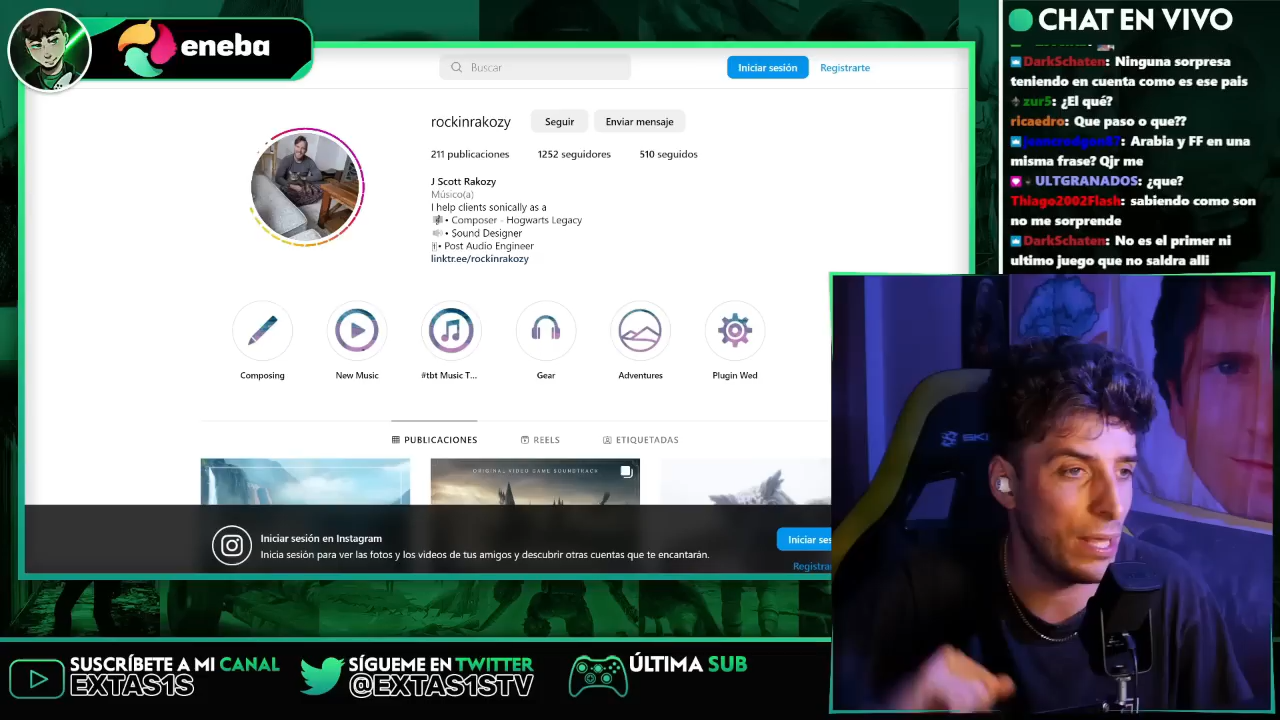 eneba
Buscar
Iniciar sesión
Registrarte
rockinrakozy
Seguir
Enviar mensaje
211 publicaciones
1252 seguidores
510 seguidos
J Scott Rakozy
Músico(a)
I help clients sonically as a
• Composer - Hogwarts Legacy
• Sound Designer
• Post Audio Engineer
linktr.ee/rockinrakozy
Composing
New Music
#tbt Music T...
Gear
Adventures
Plugin Wed
PUBLICACIONES
REELS
ETIQUETADAS
ORIGINAL VIDEO GAME SOUNDTRACK
Iniciar sesión en Instagram
Inicia sesión para ver las fotos y los videos de tus amigos y descubrir otras cuentas que te encantarán.
Iniciar ses
Registra
CHAT EN VIVO
DarkSchaten: Ninguna sorpresa
teniendo en cuenta como es ese pais
zur5: ¿El qué?
ricaedro: Que paso o que??
: Arabia y FF en una
misma frase? Qjr me
ULTGRANADOS: ¿que?
Thiago2002Flash: sabiendo como son
no me sorprende
DarkSchaten: No es el primer ni
ultimo juego que no saldra alli
SUSCRÍBETE A MI CANAL
EXTAS1S
SÍGUEME EN TWITTER
@EXTAS1STV
ÚLTIMA SUB